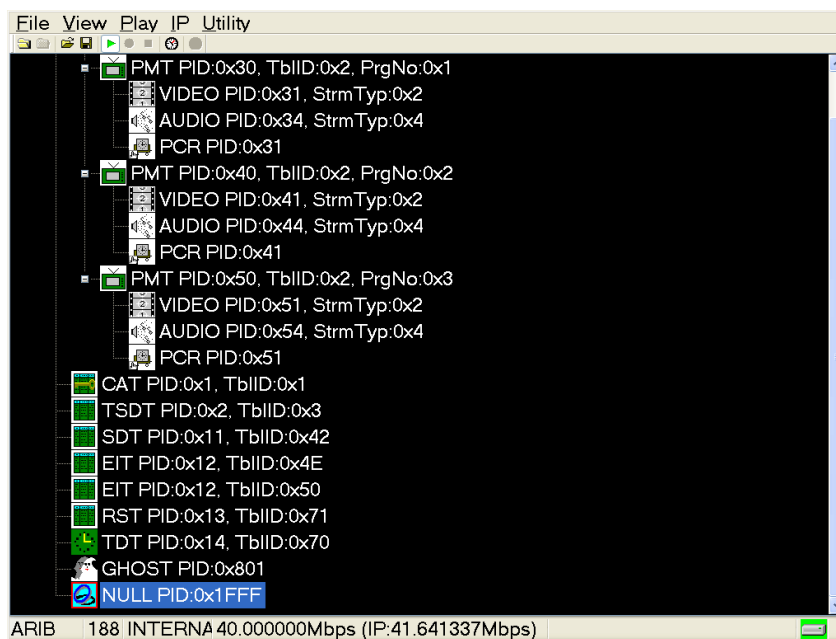 File View Play IP Utility
PMT PID:0x30, TblID:0x2, PrgNo:0x1
VIDEO PID:0x31, StrmTyp:0x2
AUDIO PID:0x34, StrmTyp:0x4
PCR PID:0x31
PMT PID:0x40, TblID:0x2, PrgNo:0x2
VIDEO PID:0x41, StrmTyp:0x2
AUDIO PID:0x44, StrmTyp:0x4
PCR PID:0x41
PMT PID:0x50, TblID:0x2, PrgNo:0x3
VIDEO PID:0x51, StrmTyp:0x2
AUDIO PID:0x54, StrmTyp:0x4
PCR PID:0x51
CAT PID:0x1, TblID:0x1
TSDT PID:0x2, TblID:0x3
SDT PID:0x11, TblID:0x42
EIT PID:0x12, TblID:0x4E
EIT PID:0x12, TblID:0x50
RST PID:0x13, TblID:0x71
TDT PID:0x14, TblID:0x70
GHOST PID:0x801
NULL PID:0x1FFF
ARIB 188 INTERNA 40.000000Mbps (IP:41.641337Mbps)